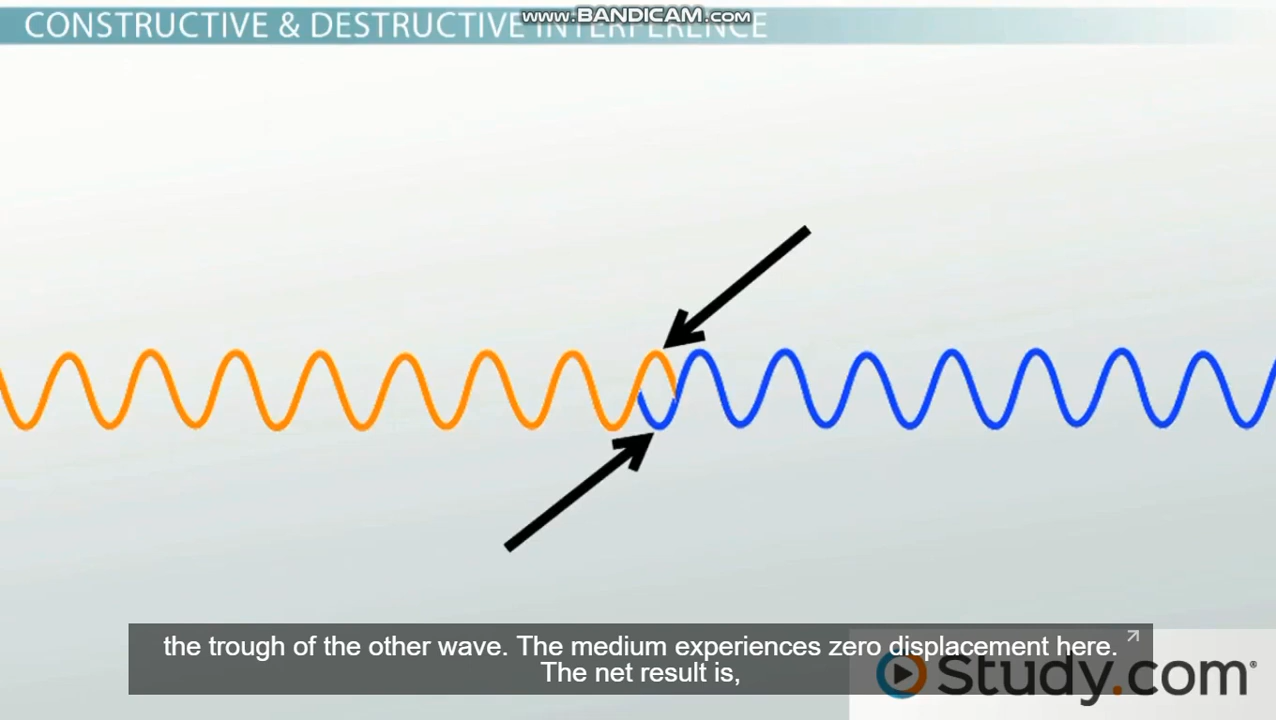 www.BANDICAM.com
CONSTRUCTIVE & DESTRUCTIVE INTERFERENCE
the trough of the other wave. The medium experiences zero displacement here.
The net result is,
Study.com®